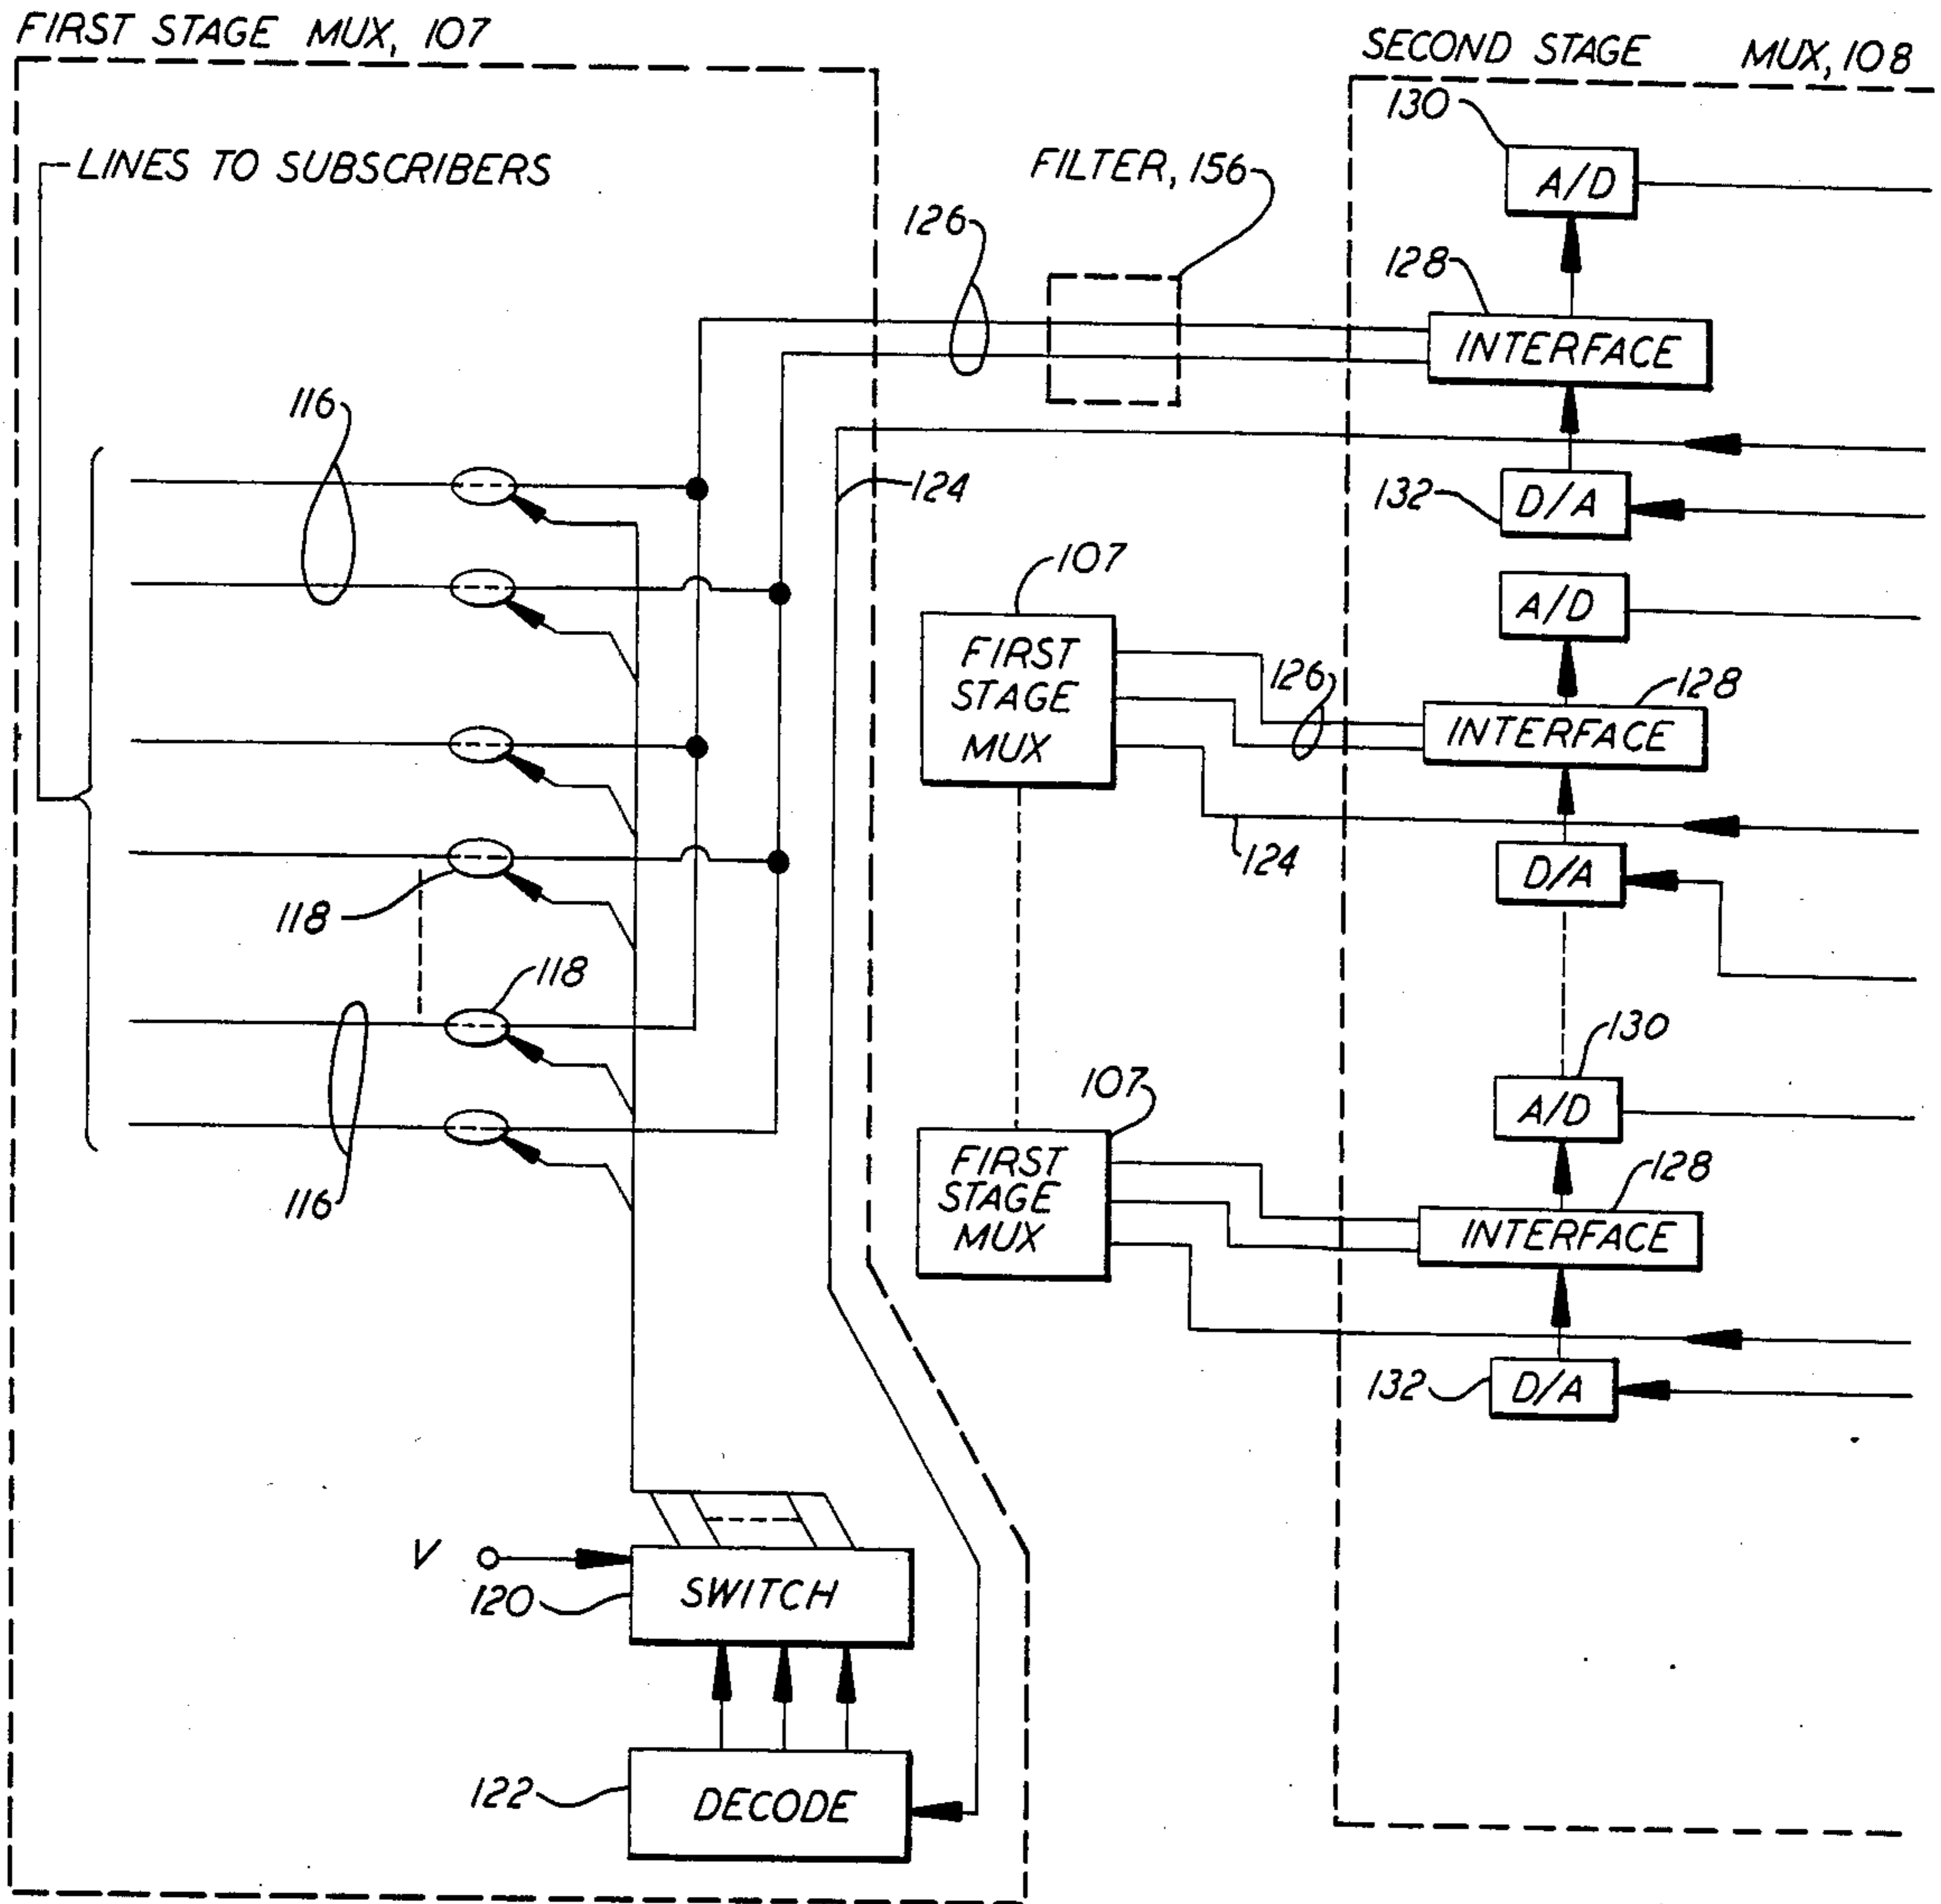 FIRST STAGE MUX, 107
SECOND STAGE MUX, 108
130
A/D
LINES TO SUBSCRIBERS
FILTER, 156
126
128
INTERFACE
116
124
132
D/A
107
FIRST
STAGE
MUX
A/D
126
128
INTERFACE
124
D/A
118
118
130
A/D
107
FIRST
STAGE
MUX
128
INTERFACE
116
132
D/A
V
120
SWITCH
122
DECODE